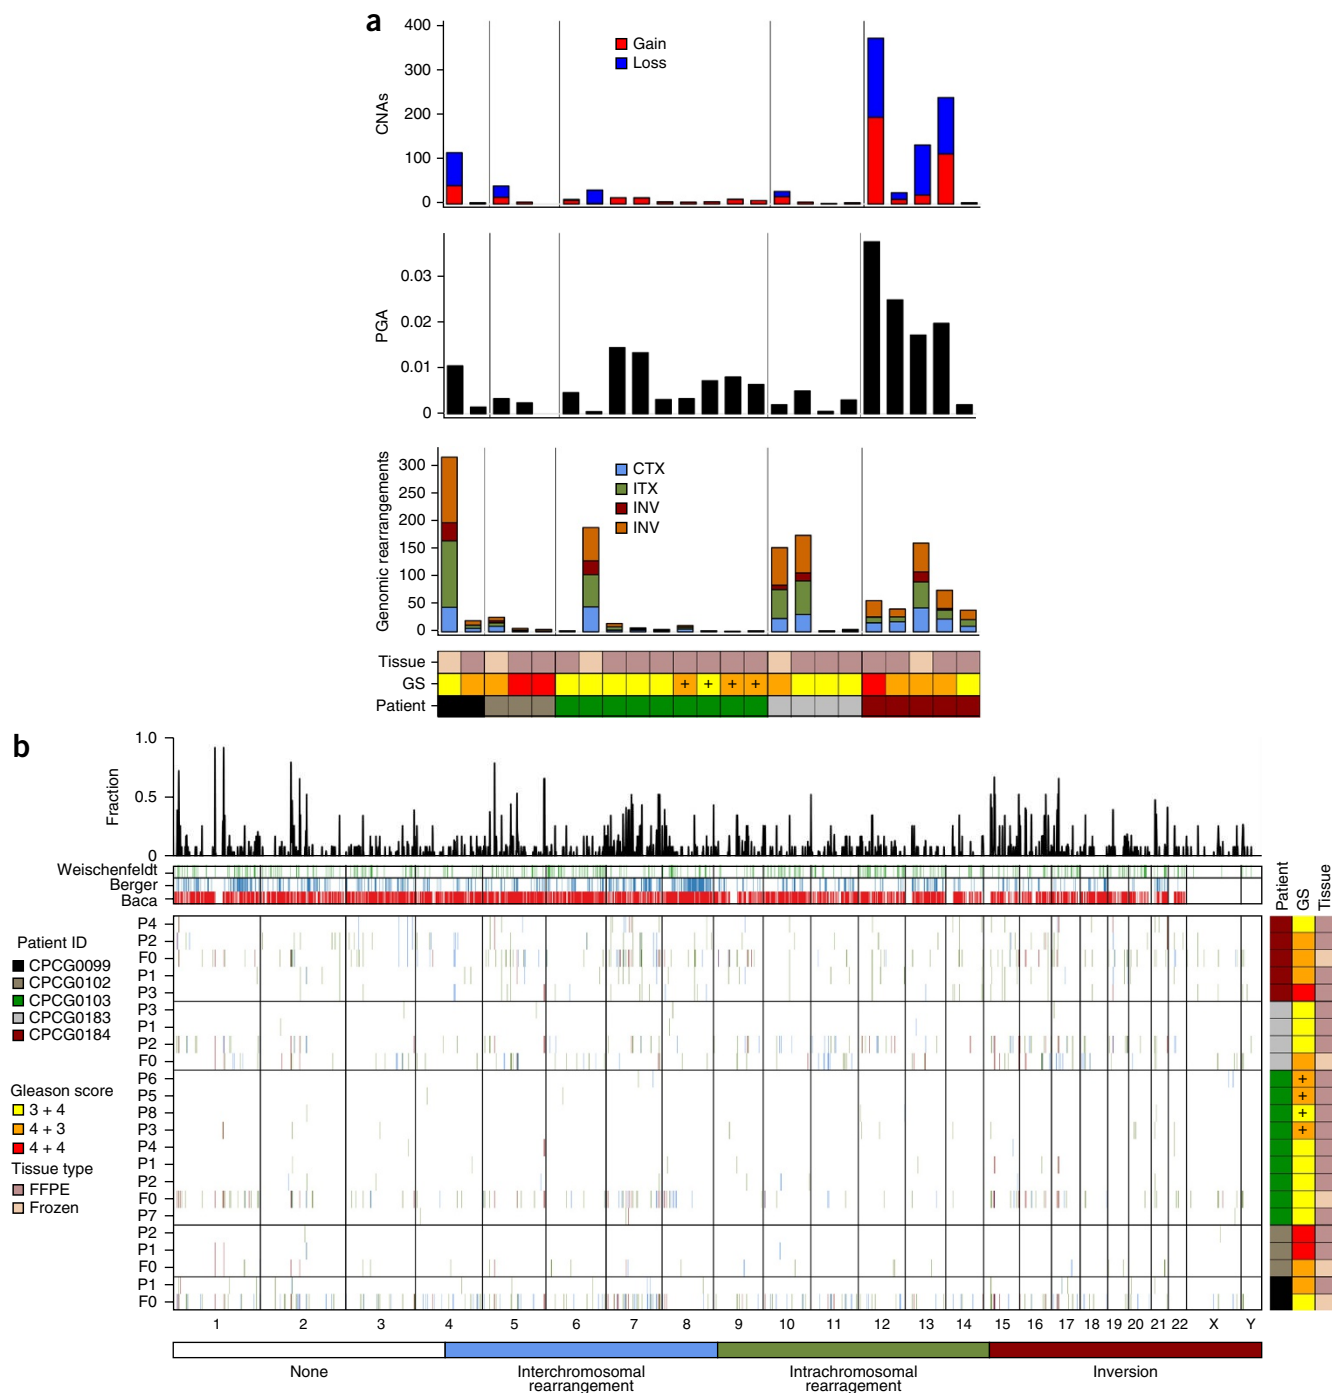 a
400
300
200
100
0
CNAs
Gain
Loss
0.03
0.02
0.01
0
PGA
300
250
200
150
100
50
0
Genomic rearrangements
CTX
ITX
INV
INV
Tissue
GS
+ + + +
Patient
b
1.0
0.5
0
Fraction
Weischenfeldt
Berger
Baca
Patient
GS
Tissue
Patient ID
CPCG0099
CPCG0102
CPCG0103
CPCG0183
CPCG0184
Gleason score
3 + 4
4 + 3
4 + 4
Tissue type
FFPE
Frozen
P4
P2
F0
P1
P3
P3
P1
P2
F0
P6 +
P5 +
P8 +
P3 +
P4
P1
P2
F0
P7
P2
P1
F0
P1
F0
1 2 3 4 5 6 7 8 9 10 11 12 13 14 15 16 17 18 19 20 21 22 X Y
None
Interchromosomal
rearrangement
Intrachromosomal
rarragement
Inversion